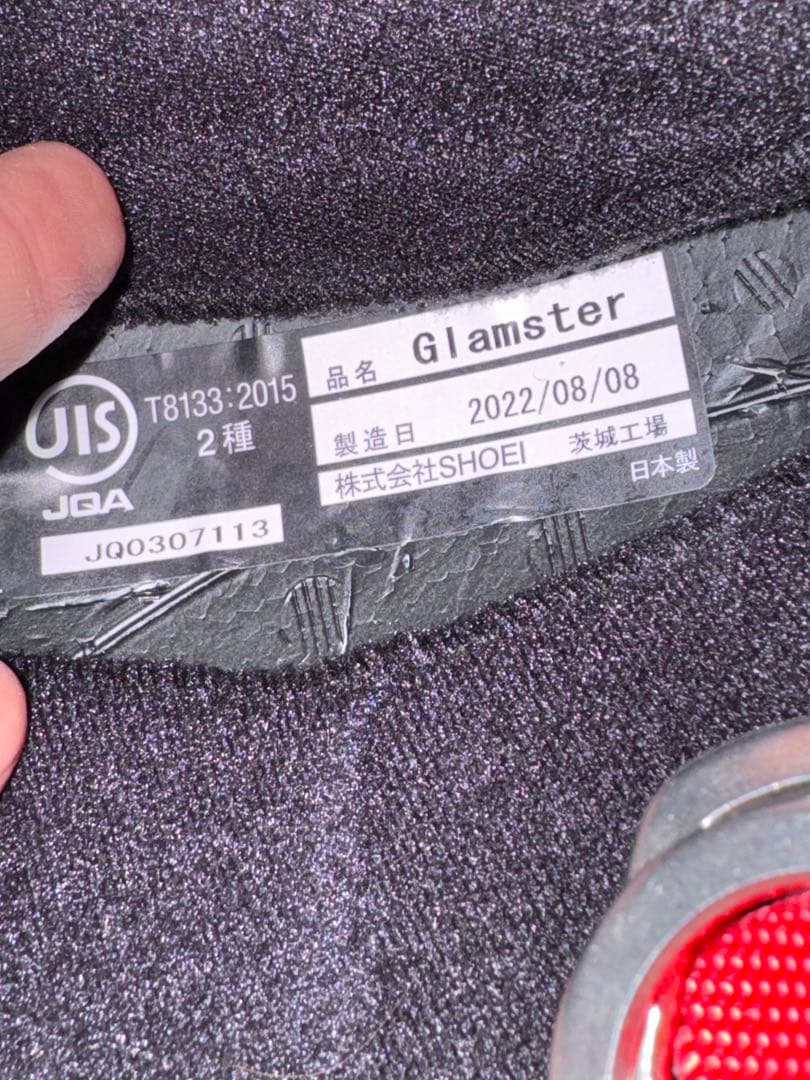 JIS
T8133:2015
2種
JQA
JQ0307113
品名 Glamster
製造日 2022/08/08
株式会社SHOEI 茨城工場
日本製